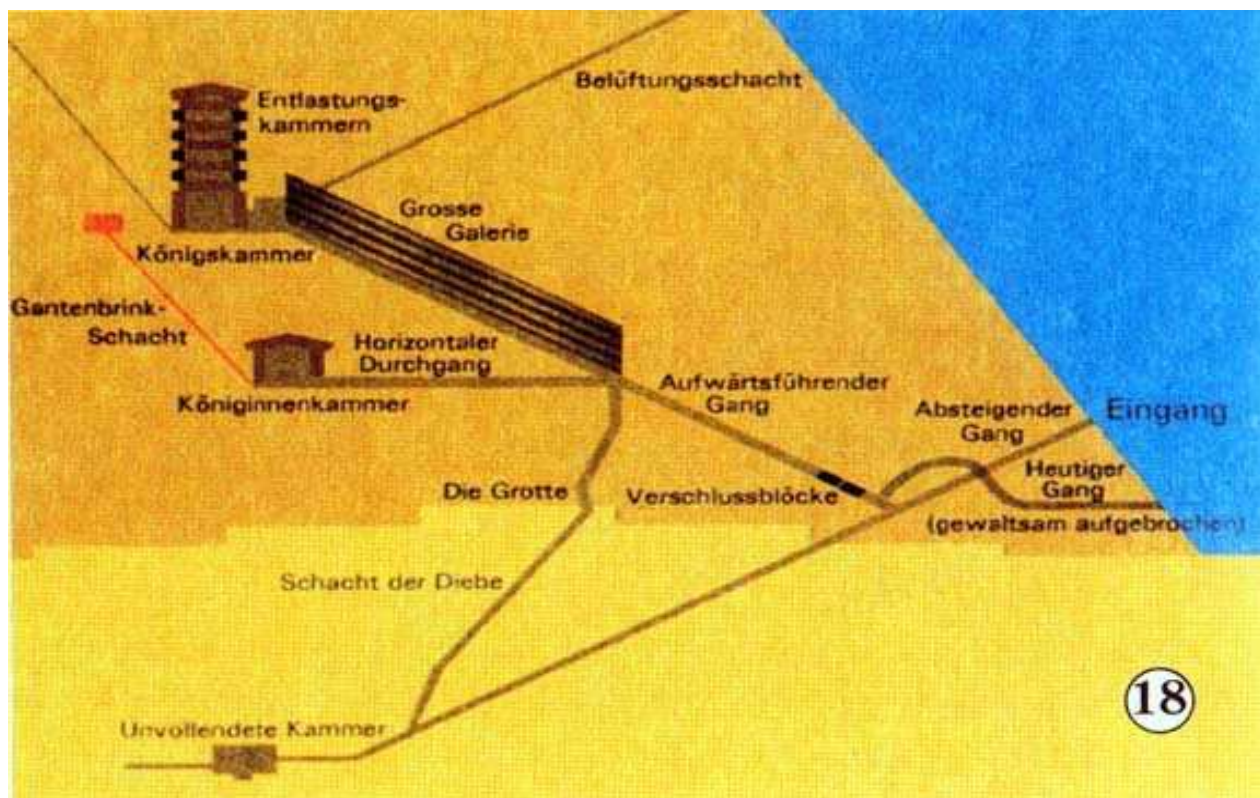 Belüftungsschacht
Entlastungs-
kammern
Grosse
Galerie
Königskammer
Gantenbrink-
Schacht
Horizontaler
Durchgang
Königinnenkammer
Aufwärtsführender
Gang
Absteigender
Gang
Eingang
Heutiger
Gang
(gewaltsam aufgebrochen)
Die Grotte
Verschlussblöcke
Schacht der Diebe
Unvollendete Kammer
18